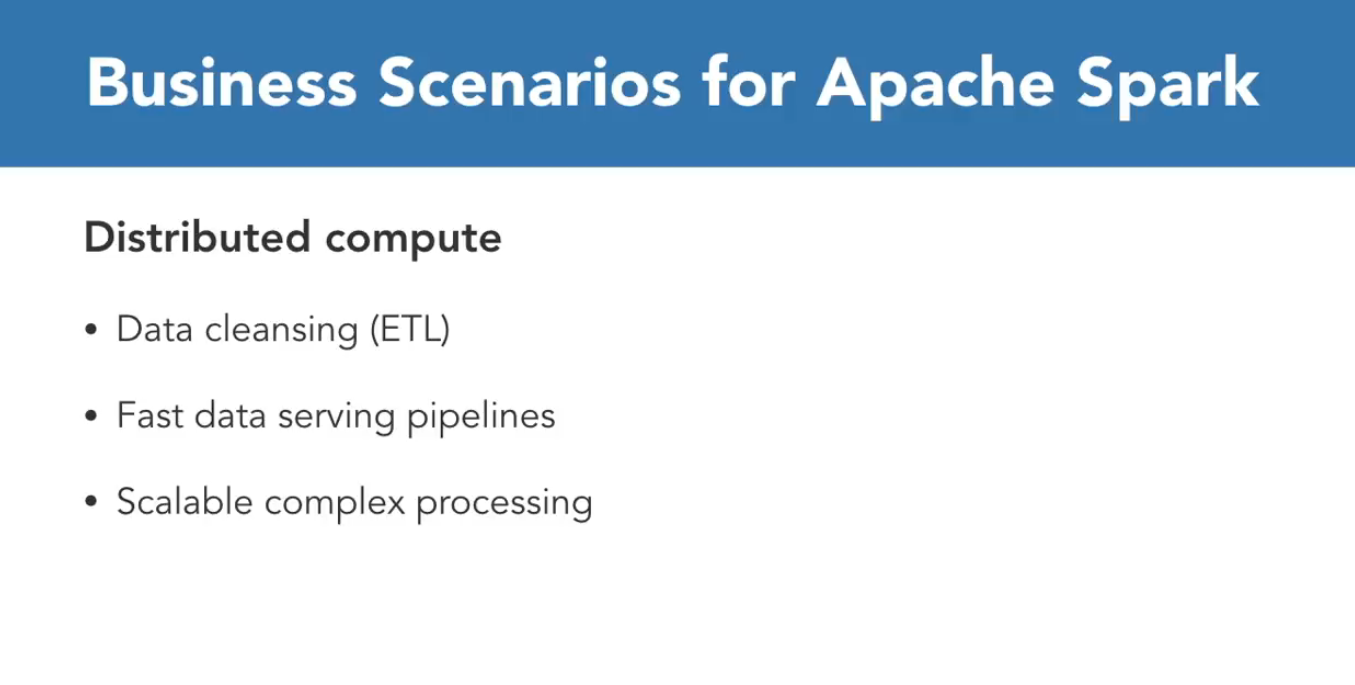 Business Scenarios for Apache Spark
Distributed compute
• Data cleansing (ETL)
• Fast data serving pipelines
• Scalable complex processing